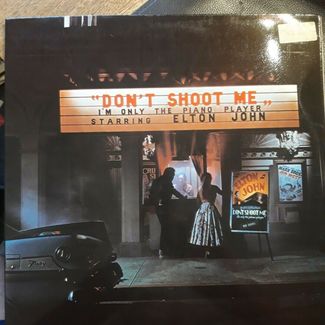 "DON'T SHOOT ME
I'M ONLY THE PIANO PLAYER"
STARRING ELTON JOHN
ELTON
JOHN
DON'T SHOOT ME